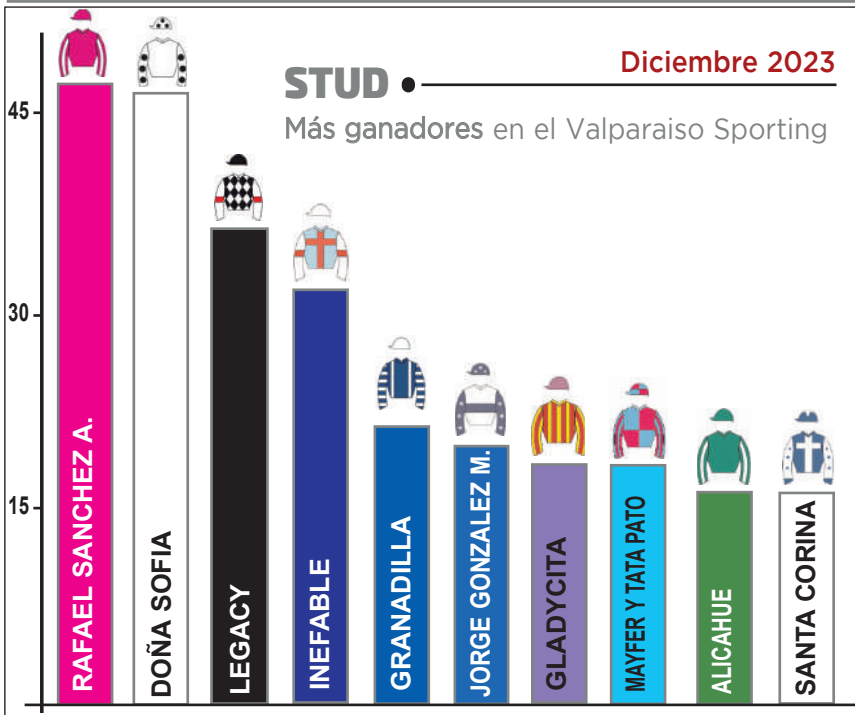 Diciembre 2023
STUD
Más ganadores en el Valparaiso Sporting
45
30
15
RAFAEL SANCHEZ A.
DOÑA SOFIA
LEGACY
INEFABLE
GRANADILLA
JORGE GONZALEZ M.
GLADYCITA
MAYFER Y TATA PATO
ALICAHUE
SANTA CORINA